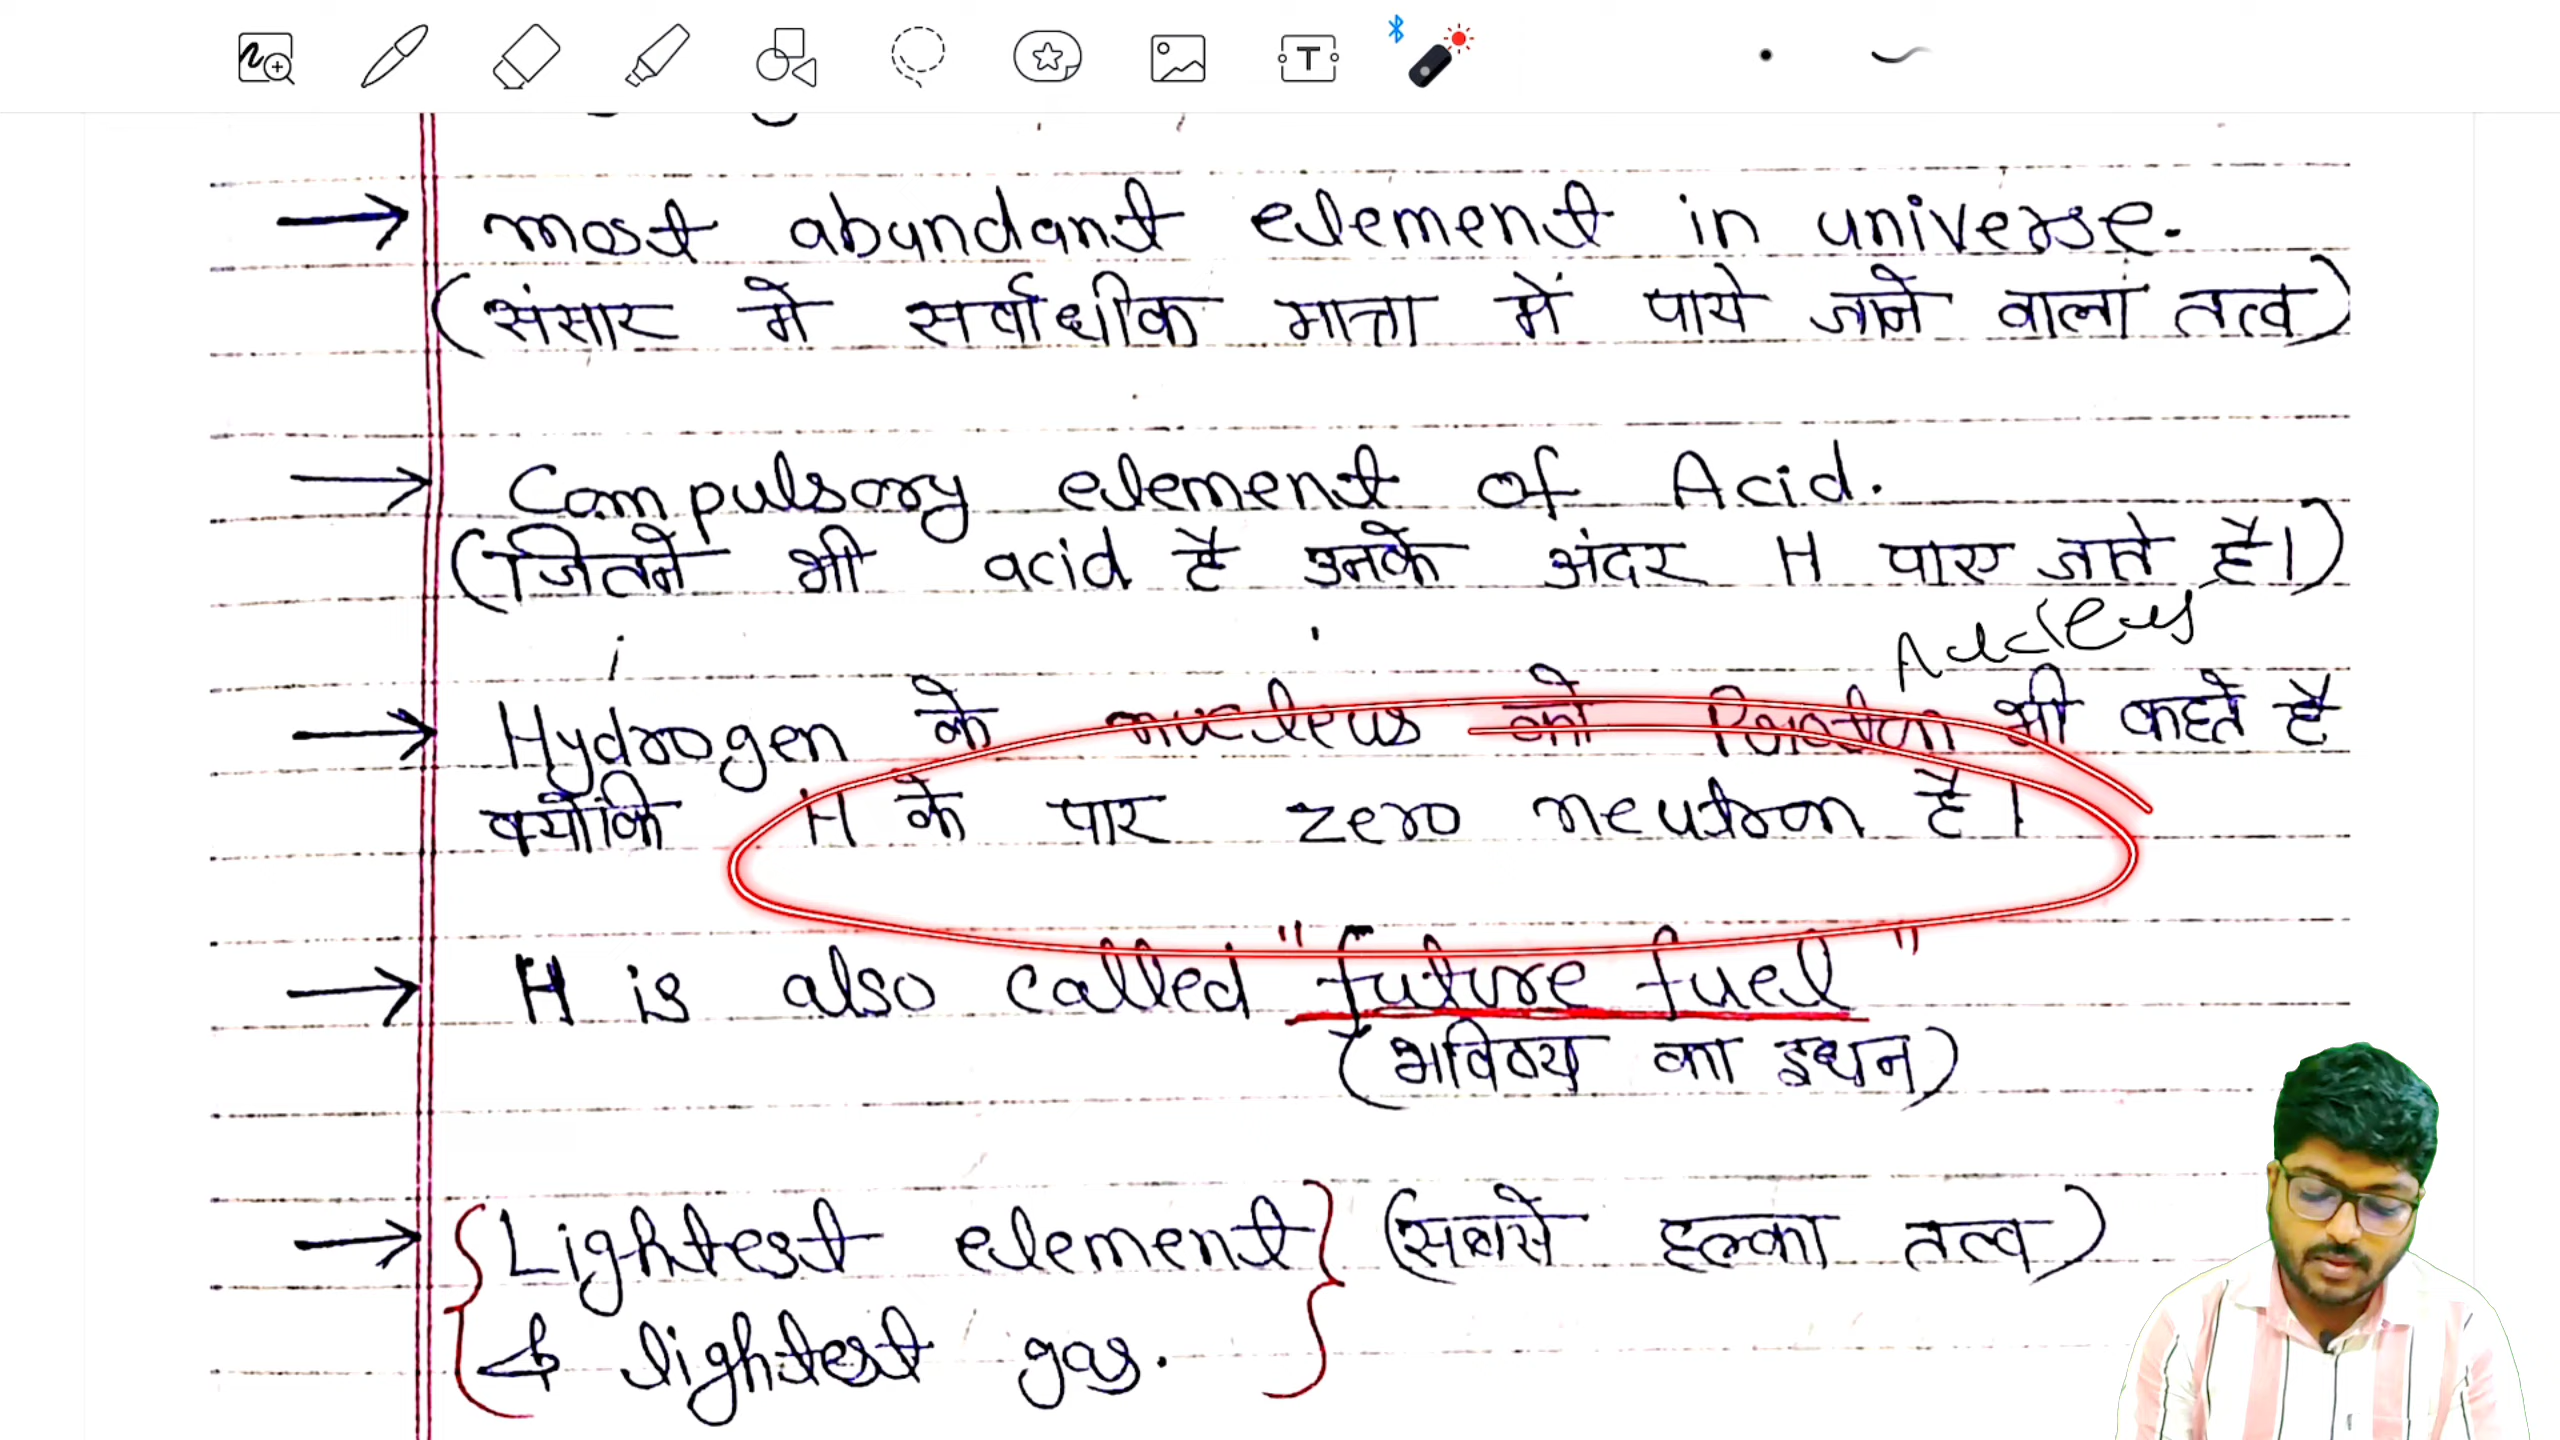 → most abundant element in universe.
(संसार मे सर्वाधीक मात्रा में पाये जाने वाला तत्व)
→ Compulsory element of Acid.
(जितने भी acid है उनके अंदर H पाए जाते है।)
Nucleus
→ Hydrogen के nucleus को Proton भी कहते है
क्योंकि H के पार zero neutron है।
→ H is also called "future fuel"
(भविष्य का इधन)
→ {Lightest element} (सबसे हल्का तत्व)
& lightest gas.